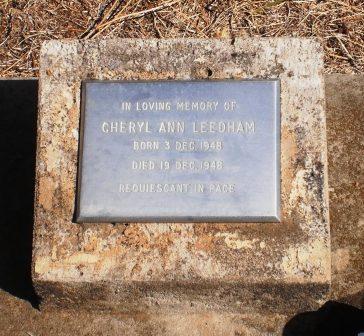 IN LOVING MEMORY OF
CHERYL ANN LEEDHAM
BORN 3 DEC. 1948
DIED 19 DEC. 1948
REQUIESCANT IN PACE